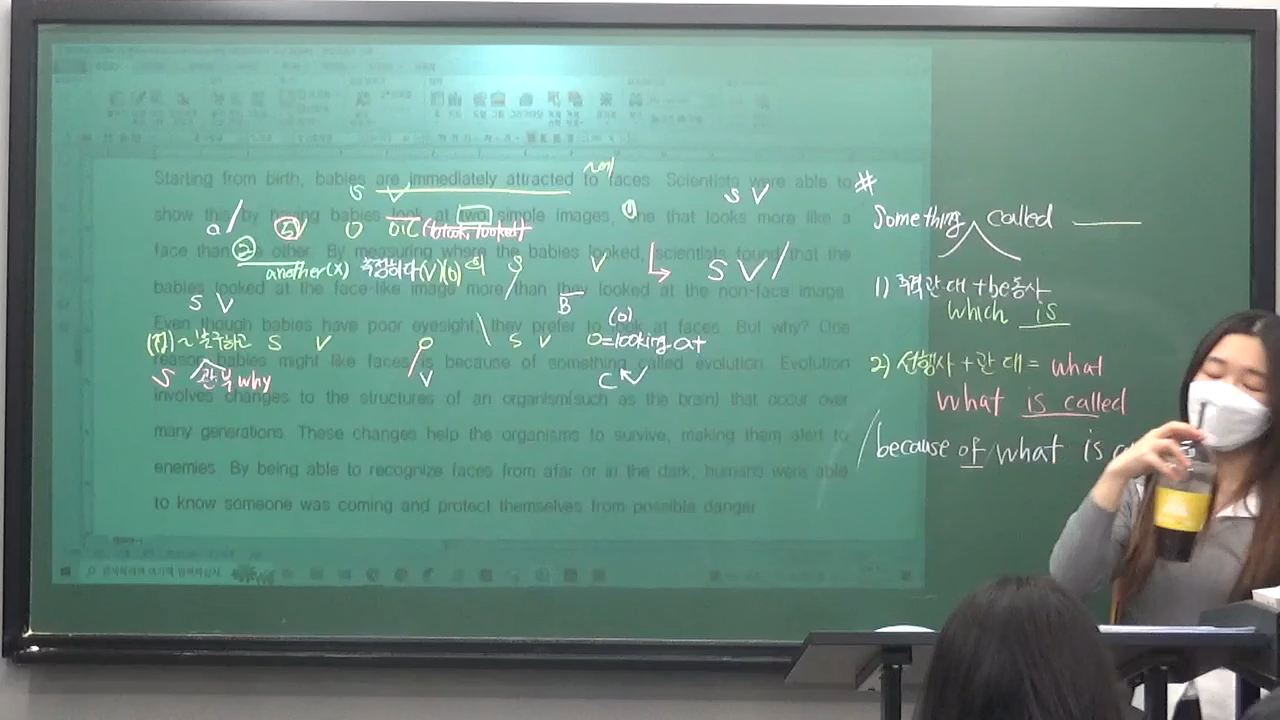 Starting from birth, babies are immediately attracted to faces. Scientists were able to
show this by having babies look at two simple images, one that looks more like a
face than the other. By measuring where the babies looked, scientists found that the
babies looked at the face-like image more than they looked at the non-face image.
Even though babies have poor eyesight, they prefer to look at faces. But why? One
reason babies might like faces is because of something called evolution. Evolution
involves changes to the structures of an organism(such as the brain) that occur over
many generations. These changes help the organisms to survive, making them alert to
enemies. By being able to recognize faces from afar or in the dark, humans were able
to know someone was coming and protect themselves from possible danger.
~에
S V
S V
a /
5V
O
O.C
②
another(X) 측정하다(V)
S
V
S V /
S V
B
(o)
S V
\ S V
O=looking at
S 관부 why
V
C
#
Something called
1) 주격관대 +be동사
which is
2) 선행사 + 관대 = what
what is called
/because of/what is